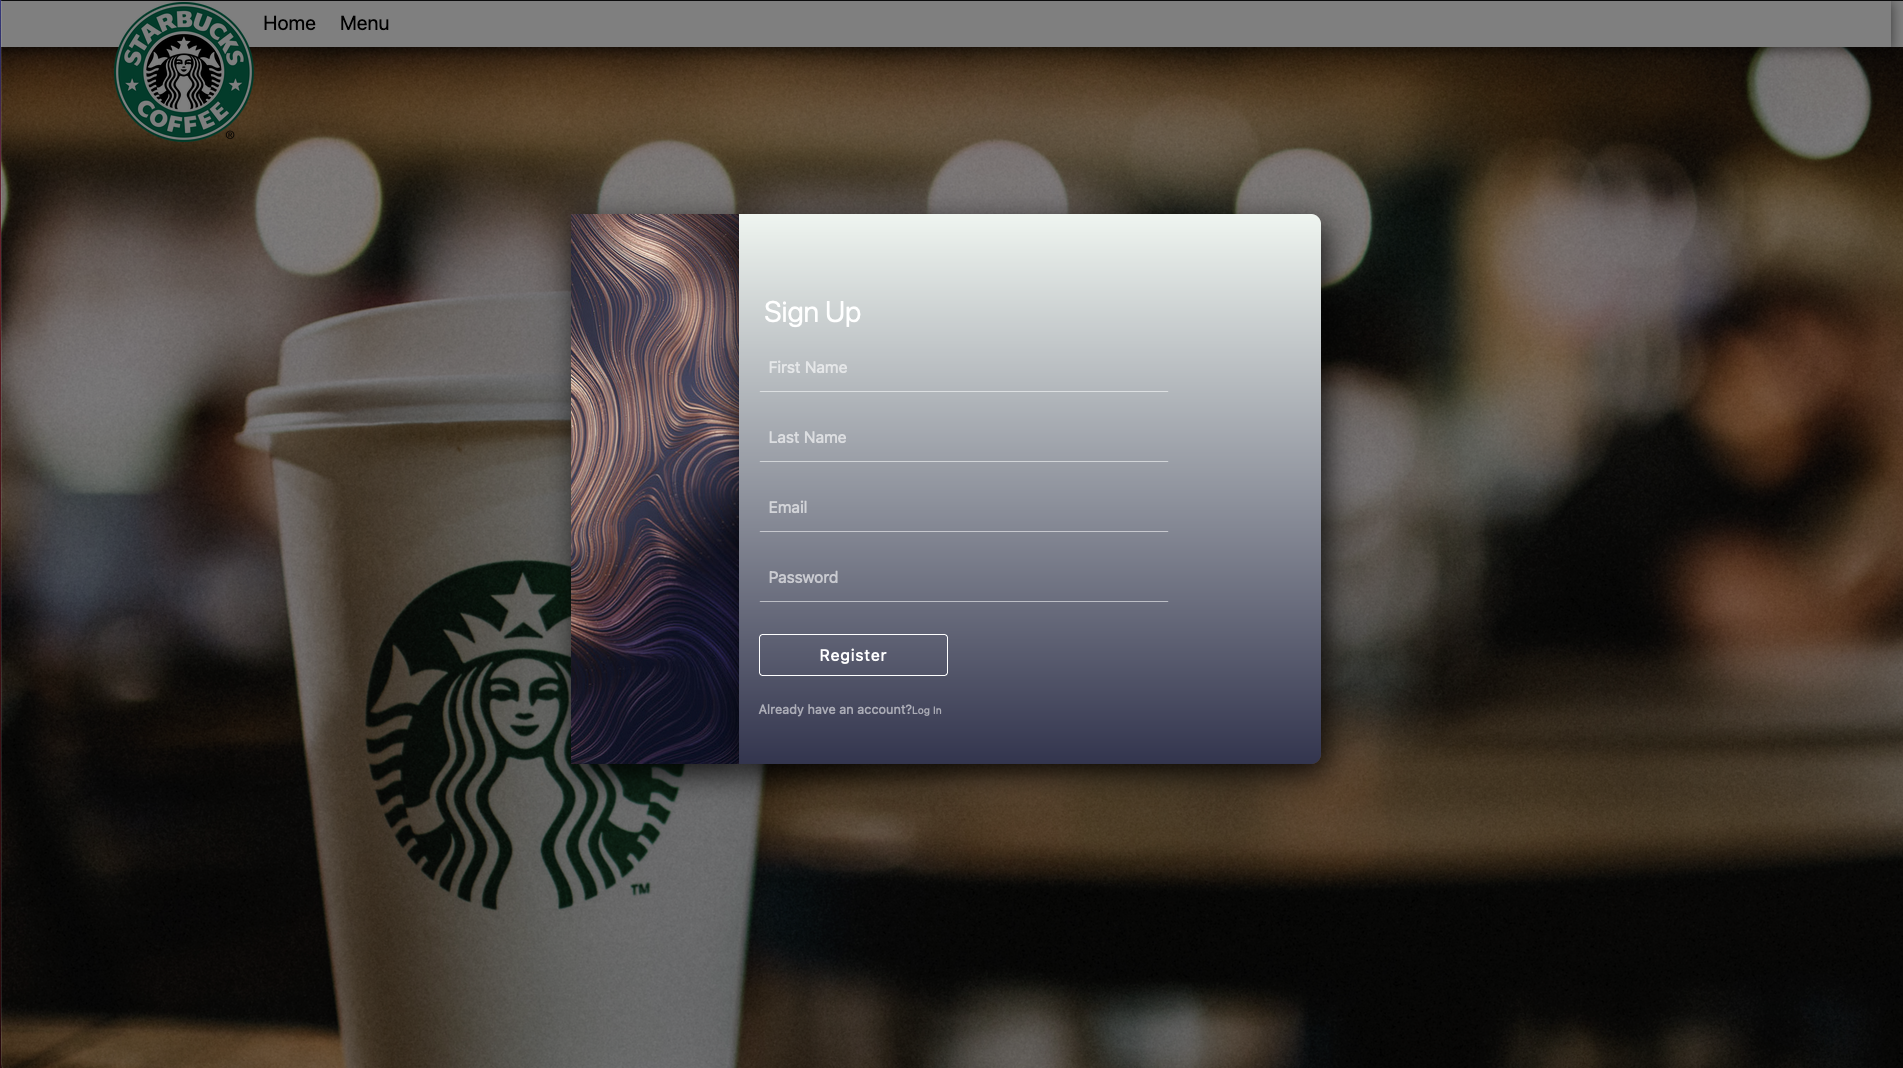 Home Menu
STARBUCKS
COFFEE
®
Sign Up
First Name
Last Name
Email
Password
Register
Already have an account?Log In
TM